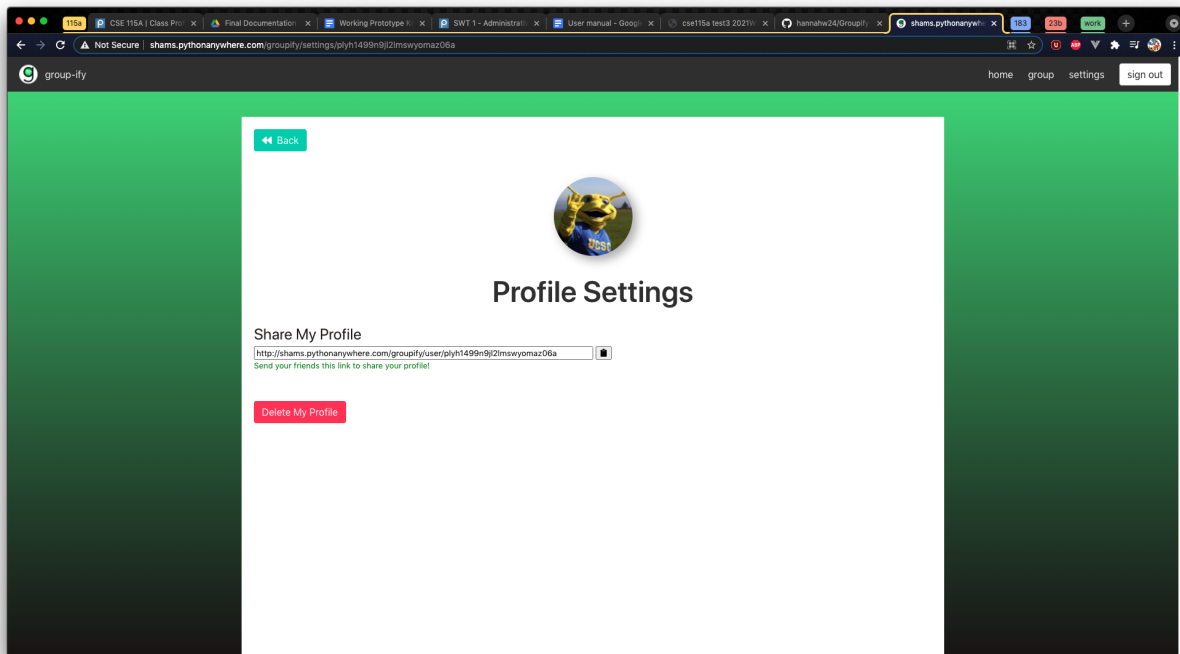 115a
CSE 115A | Class Pro
Final Documentation
Working Prototype K
SWT 1 - Administrativ
User manual - Google
cse115a test3 2021W
hannahw24/Groupify
shams.pythonanywhe
183
23b
work
Not Secure | shams.pythonanywhere.com/groupify/settings/plyh1499n9jl2lmswyomaz06a
group-ify
home
group
settings
sign out
Back
UCSC
Profile Settings
Share My Profile
http://shams.pythonanywhere.com/groupify/user/plyh1499n9jl2lmswyomaz06a
Send your friends this link to share your profile!
Delete My Profile